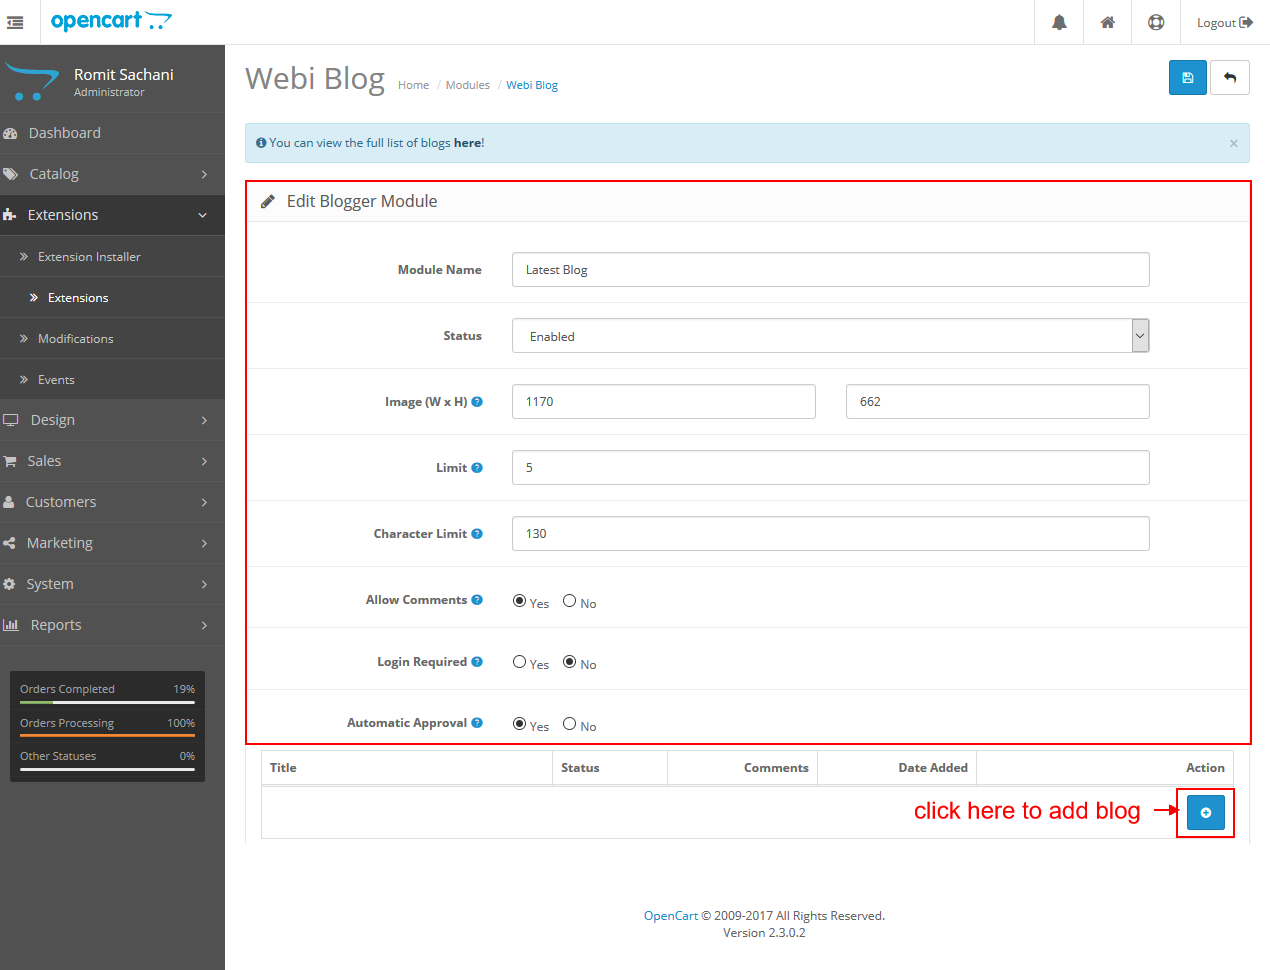 opencart
Logout
Romit Sachani
Administrator
Dashboard
Catalog
Extensions
Extension Installer
Extensions
Modifications
Events
Design
Sales
Customers
Marketing
System
Reports
Orders Completed 19%
Orders Processing 100%
Other Statuses 0%
Webi Blog Home / Modules / Webi Blog
You can view the full list of blogs here! ×
Edit Blogger Module
Module Name Latest Blog
Status Enabled
Image (W x H) ? 1170 662
Limit ? 5
Character Limit ? 130
Allow Comments ? Yes No
Login Required ? Yes No
Automatic Approval ? Yes No
Title Status Comments Date Added Action
click here to add blog
OpenCart © 2009-2017 All Rights Reserved.
Version 2.3.0.2